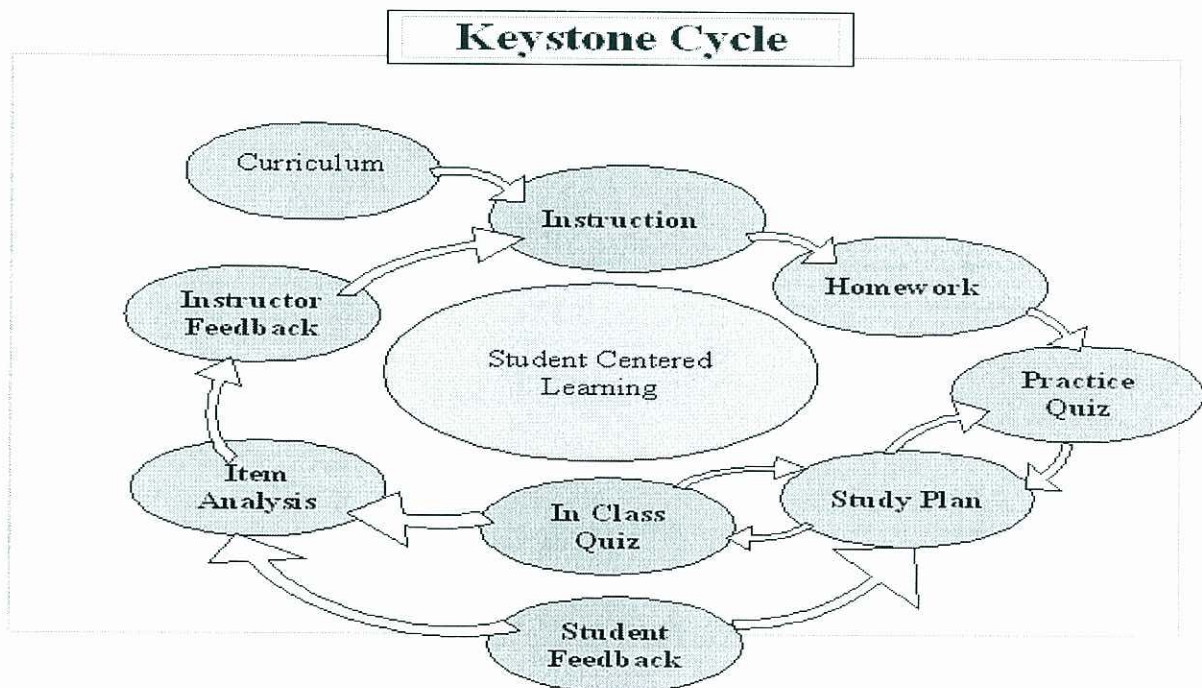 Keystone Cycle
Curriculum
Instruction
Homework
Instructor
Feedback
Student Centered
Learning
Practice
Quiz
Item
Analysis
In Class
Quiz
Study Plan
Student
Feedback